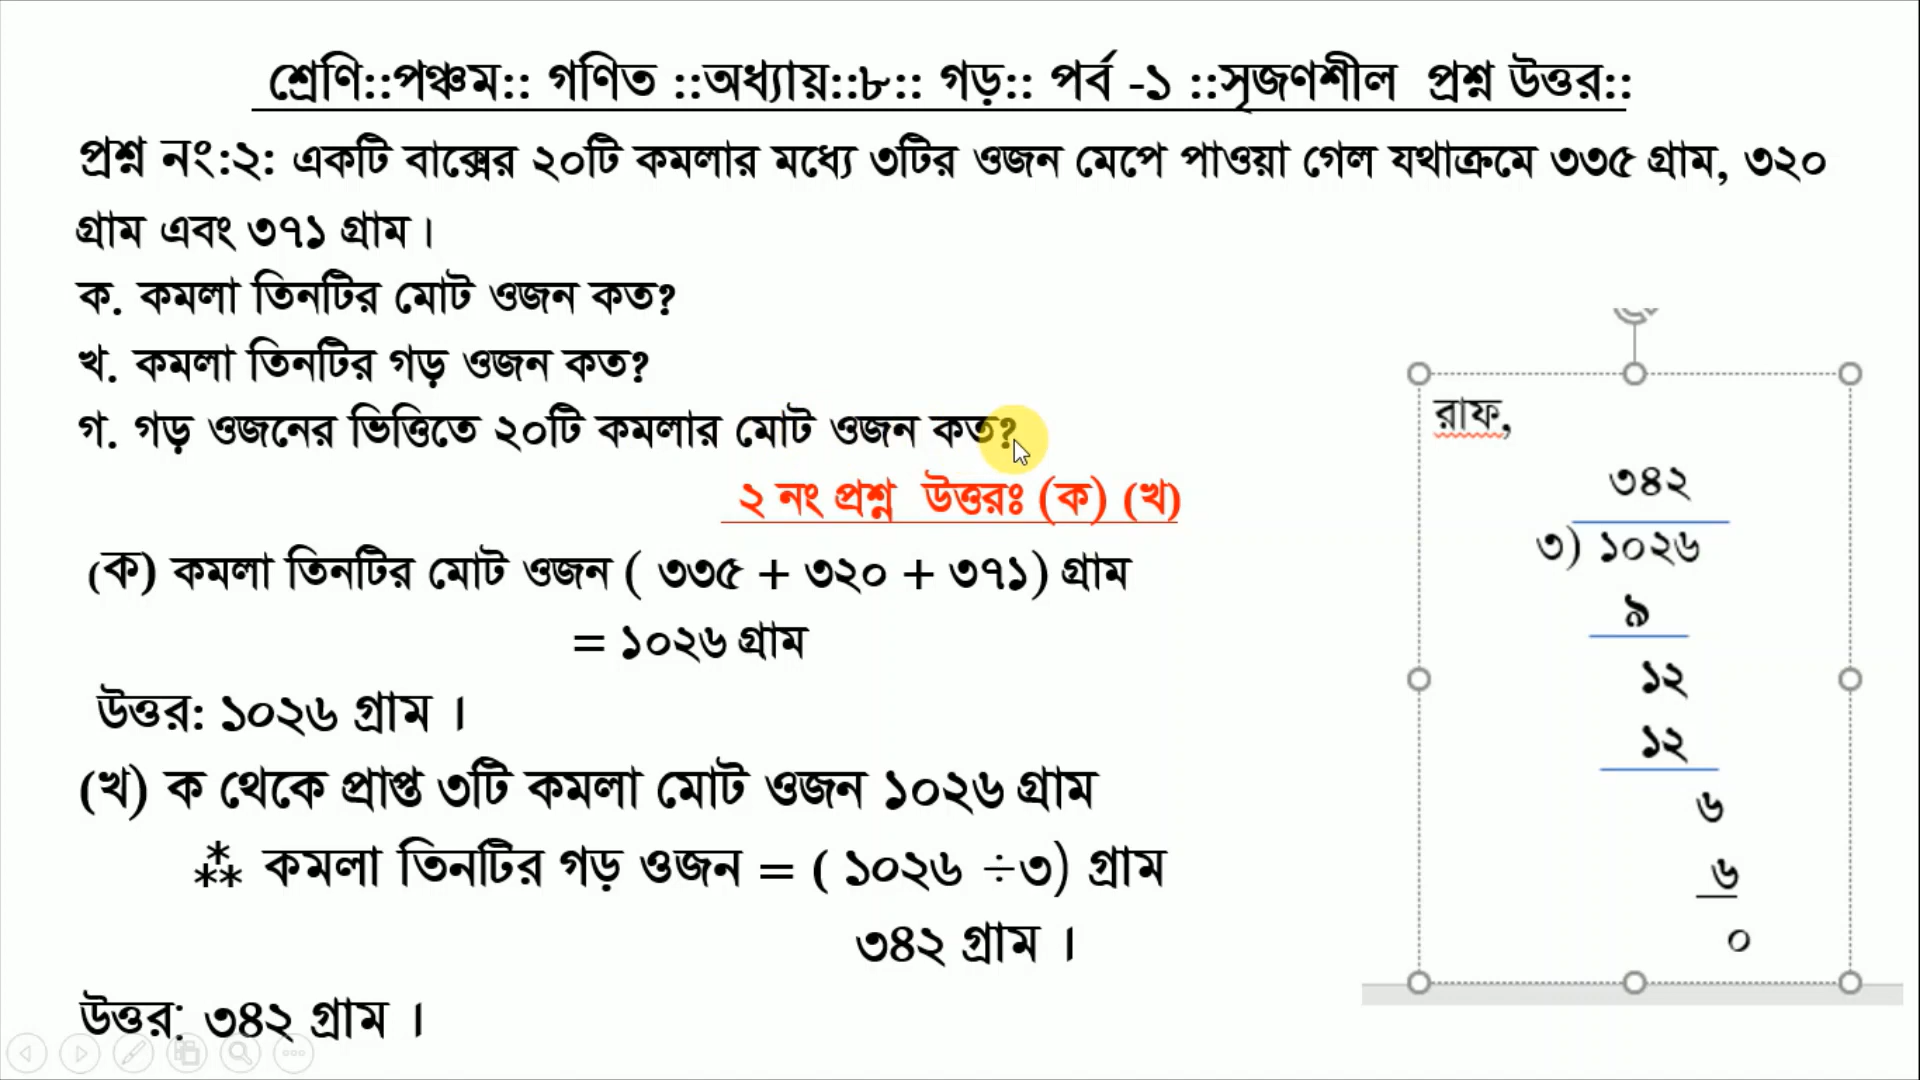 শ্রেণি::পঞ্চম:: গণিত ::অধ্যায়::৮:: গড়:: পর্ব -১ ::সৃজণশীল প্রশ্ন উত্তর::
প্রশ্ন নং:২: একটি বাক্সের ২০টি কমলার মধ্যে ৩টির ওজন মেপে পাওয়া গেল যথাক্রমে ৩৩৫ গ্রাম, ৩২০
গ্রাম এবং ৩৭১ গ্রাম।
ক. কমলা তিনটির মোট ওজন কত?
খ. কমলা তিনটির গড় ওজন কত?
গ. গড় ওজনের ভিত্তিতে ২০টি কমলার মোট ওজন কত?
২ নং প্রশ্ন উত্তরঃ (ক) (খ)
(ক) কমলা তিনটির মোট ওজন ( ৩৩৫ + ৩২০ + ৩৭১) গ্রাম
= ১০২৬ গ্রাম
উত্তর: ১০২৬ গ্রাম ।
(খ) ক থেকে প্রাপ্ত ৩টি কমলা মোট ওজন ১০২৬ গ্রাম
⁂ কমলা তিনটির গড় ওজন = ( ১০২৬ ÷৩) গ্রাম
৩৪২ গ্রাম ।
উত্তর: ৩৪২ গ্রাম ।
রাফ,
৩৪২
৩) ১০২৬
৯
১২
১২
৬
৬
০